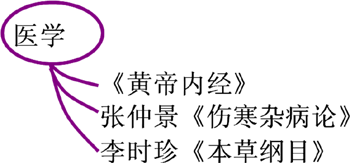 医学
《黄帝内经》
张仲景《伤寒杂病论》
李时珍《本草纲目》